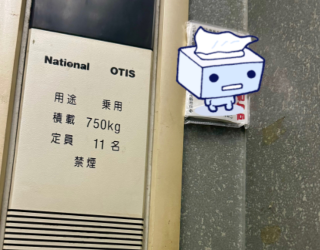 National OTIS
用途 乗用
積載 750kg
定員 11名
禁煙